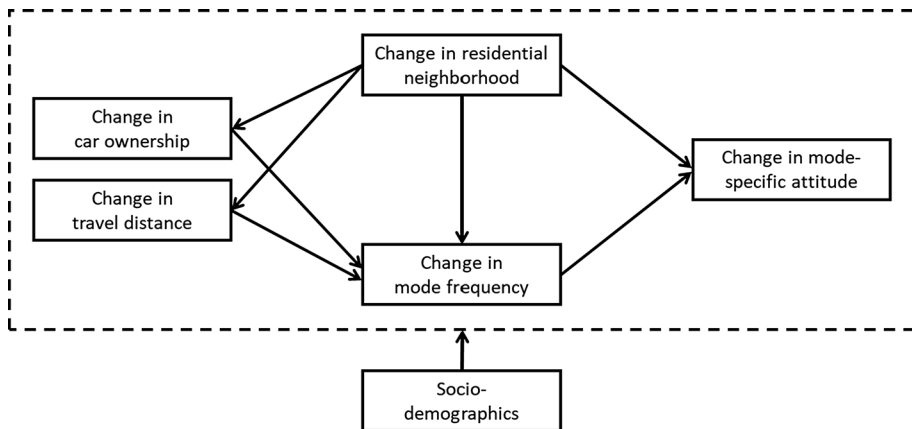 Change in residential
neighborhood
Change in
car ownership
Change in mode-
specific attitude
Change in
travel distance
Change in
mode frequency
Socio-
demographics